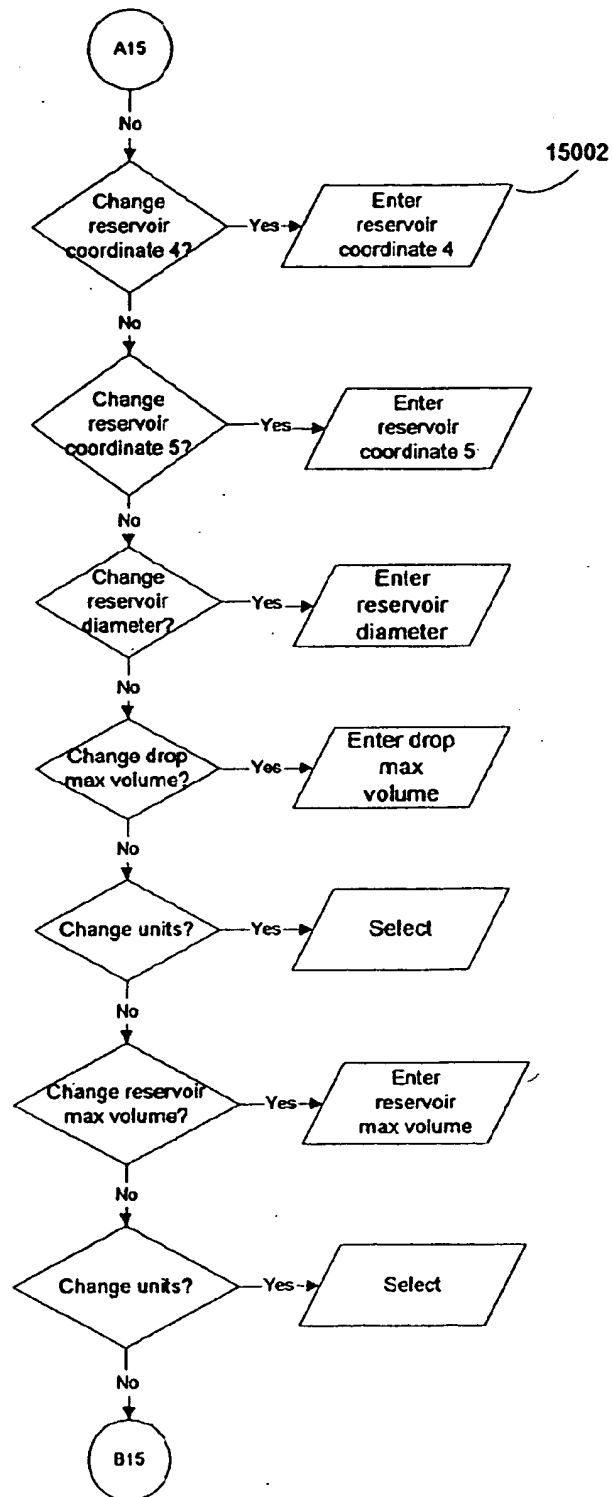 A15
No
15002
Change
reservoir
coordinate 4?
Yes
Enter
reservoir
coordinate 4
No
Change
reservoir
coordinate 5?
Yes
Enter
reservoir
coordinate 5
No
Change
reservoir
diameter?
Yes
Enter
reservoir
diameter
No
Change drop
max volume?
Yes
Enter drop
max
volume
No
Change units?
Yes
Select
No
Change reservoir
max volume?
Yes
Enter
reservoir
max volume
No
Change units?
Yes
Select
No
B15